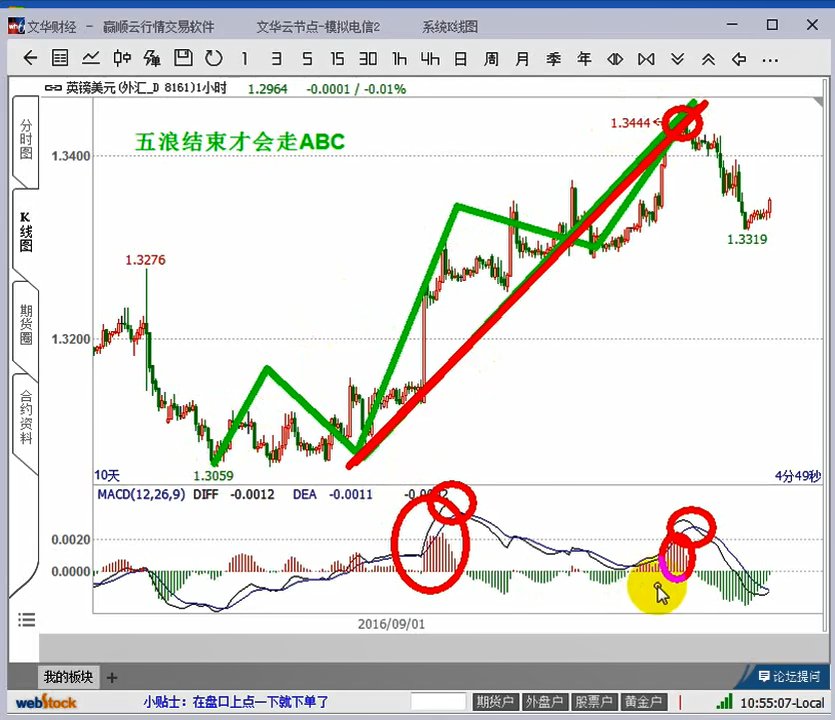 文华财经 - 赢顺云行情交易软件 文华云节点-模拟电信2 系统K线图
1 3 5 15 30 1h 4h 日 周 月 季 年
英镑美元(外汇_D 8161)1小时 1.2964 -0.0001 / -0.01%
分时图
K线图
期货圈
合约资料
五浪结束才会走ABC
1.3444
1.3400
1.3319
1.3276
1.3200
1.3059
10天 4分49秒
MACD(12,26,9) DIFF -0.0012 DEA -0.0011
0.0020
0.0000
2016/09/01
我的板块 +
论坛提问
webStock 小贴士：在盘口上点一下就下单了 期货户 外盘户 股票户 黄金户 10:55:07-Local